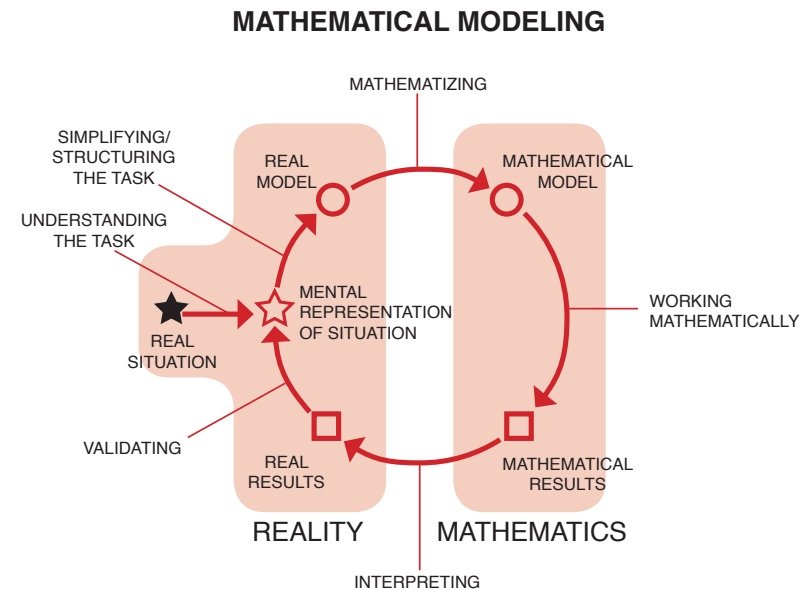 MATHEMATICAL MODELING
MATHEMATIZING
SIMPLIFYING/
STRUCTURING
THE TASK
REAL
MODEL
MATHEMATICAL
MODEL
UNDERSTANDING
THE TASK
MENTAL
REPRESENTATION
OF SITUATION
REAL
SITUATION
WORKING
MATHEMATICALLY
VALIDATING
REAL
RESULTS
MATHEMATICAL
RESULTS
REALITY
MATHEMATICS
INTERPRETING